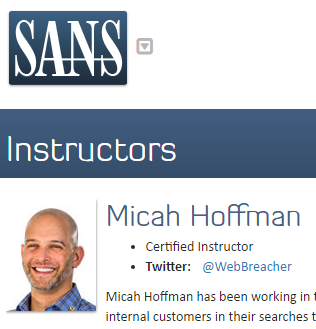 SANS
Instructors
Micah Hoffman
Certified Instructor
Twitter: @WebBreacher
Micah Hoffman has been working in
internal customers in their searches